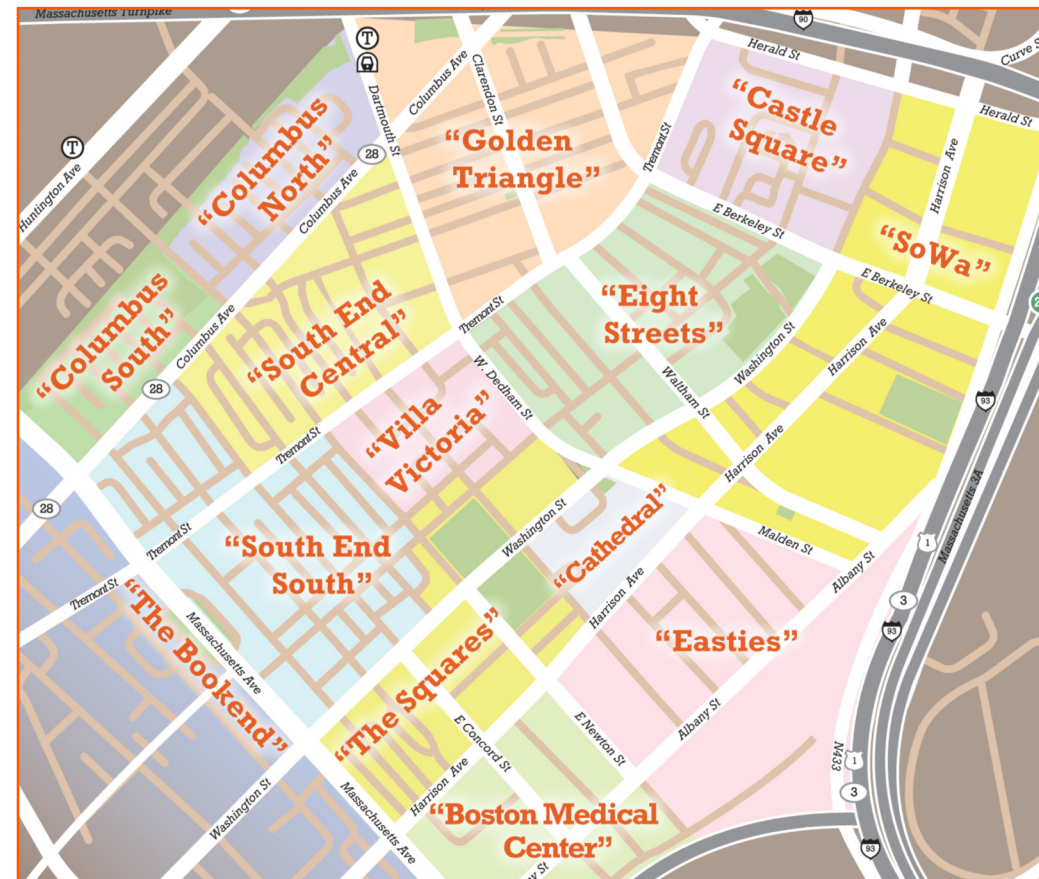 Massachusetts Turnpike
90
Herald St
Curve S
T
Columbus Ave
Clarendon St
Dartmouth St
“Castle
Square”
Herald St
T
Huntington Ave
“Columbus
North”
28
“Golden
Triangle”
Tremont St
Harrison Ave
Columbus Ave
E Berkeley St
“SoWa”
E Berkeley St
“Columbus
South”
Columbus Ave
“South End
Central”
Tremont St
“Eight
Streets”
Washington St
Harrison Ave
93
28
W. Dedham St
Waltham St
“Villa
Victoria”
Tremont St
Harrison Ave
Massachusetts 3A
28
Washington St
“Cathedral”
Malden St
Albany St
1
Tremont St
“South End
South”
Tremont St
Harrison Ave
3
93
“The Bookend”
Massachusetts Ave
“The Squares”
“Easties”
Albany St
E Newton St
E Concord St
N433
1
3
Washington St
Harrison Ave
Massachusetts Ave
“Boston Medical
Center”
93